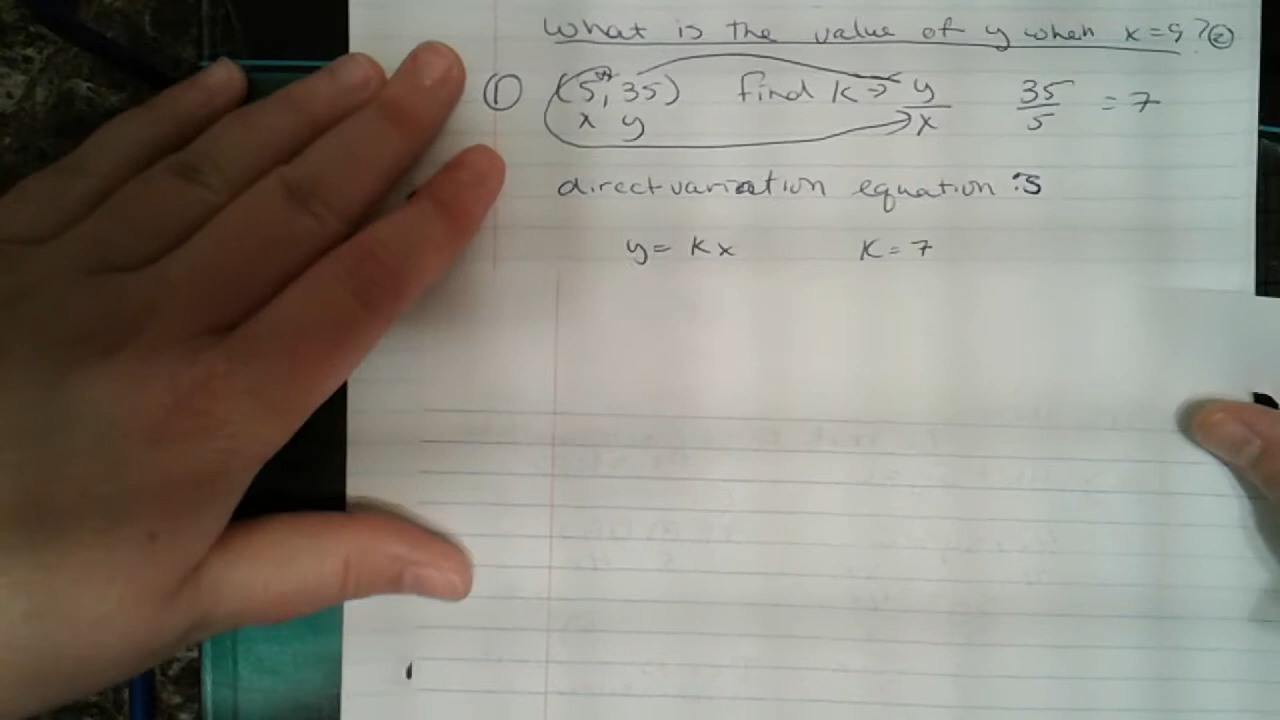 What is the value of y when x=9? ②
① (5, 35) find k → y/x 35/5 = 7
x y
direct variation equation is
y = kx K = 7